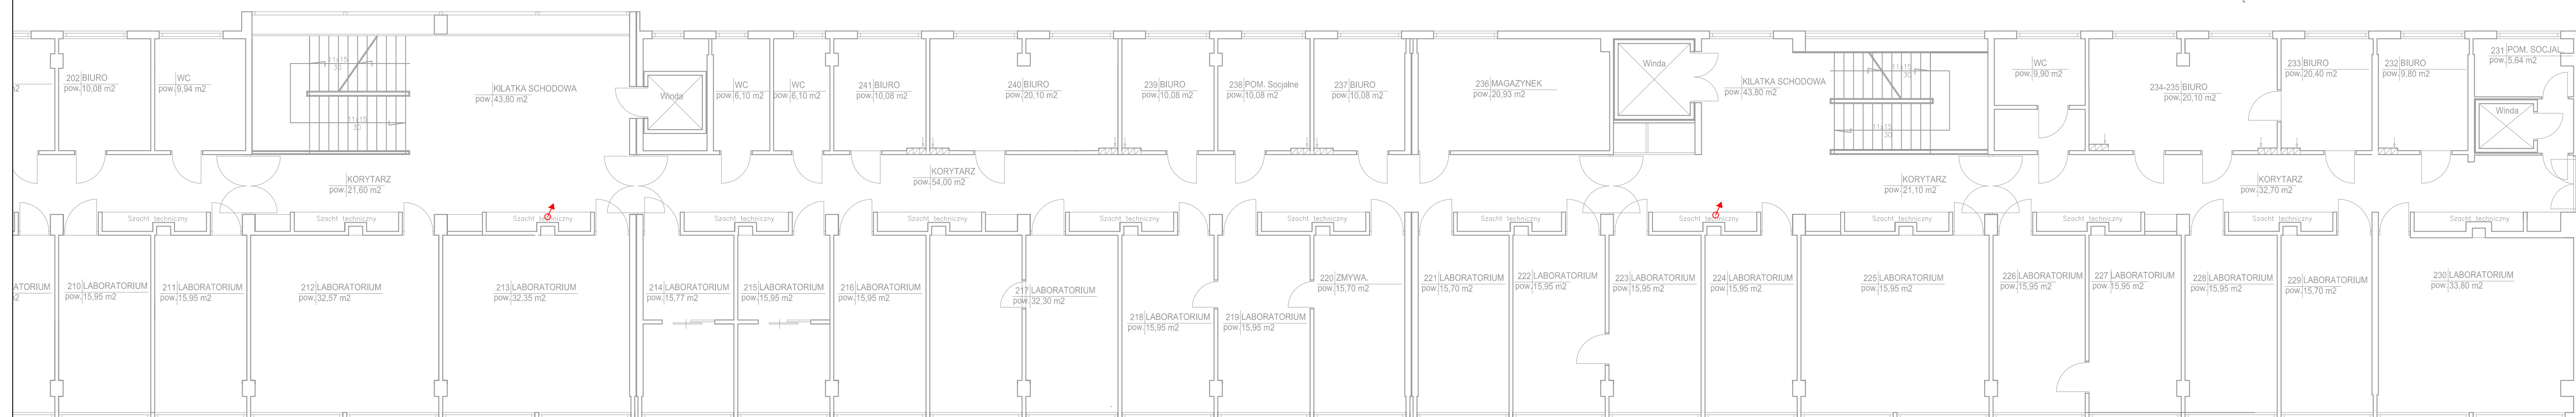 202 BIURO
pow. 10,08 m2
WC
pow. 9,94 m2
11x15
30
11x15
30
KILATKA SCHODOWA
pow. 43,80 m2
Winda
WC
pow. 6,10 m2
WC
pow. 6,10 m2
241 BIURO
pow. 10,08 m2
240 BIURO
pow. 20,10 m2
239 BIURO
pow. 10,08 m2
238 POM. Socjalne
pow. 10,08 m2
237 BIURO
pow. 10,08 m2
236 MAGAZYNEK
pow. 20,93 m2
Winda
KILATKA SCHODOWA
pow. 43,80 m2
11x15
30
11x15
30
WC
pow. 9,90 m2
234-235 BIURO
pow. 20,10 m2
233 BIURO
pow. 20,40 m2
232 BIURO
pow. 9,80 m2
231 POM. SOCJAL.
pow. 5,64 m2
Winda
KORYTARZ
pow. 21,60 m2
KORYTARZ
pow. 54,00 m2
KORYTARZ
pow. 21,10 m2
KORYTARZ
pow. 32,70 m2
Szacht techniczny
Szacht techniczny
Szacht techniczny
Szacht techniczny
Szacht techniczny
Szacht techniczny
Szacht techniczny
Szacht techniczny
Szacht techniczny
Szacht techniczny
Szacht techniczny
Szacht techniczny
Szacht techniczny
ATORIUM
m2
210 LABORATORIUM
pow. 15,95 m2
211 LABORATORIUM
pow. 15,95 m2
212 LABORATORIUM
pow. 32,57 m2
213 LABORATORIUM
pow. 32,35 m2
214 LABORATORIUM
pow. 15,77 m2
215 LABORATORIUM
pow. 15,95 m2
216 LABORATORIUM
pow. 15,95 m2
217 LABORATORIUM
pow. 32,30 m2
218 LABORATORIUM
pow. 15,95 m2
219 LABORATORIUM
pow. 15,95 m2
220 ZMYWA.
pow. 15,70 m2
221 LABORATORIUM
pow. 15,70 m2
222 LABORATORIUM
pow. 15,95 m2
223 LABORATORIUM
pow. 15,95 m2
224 LABORATORIUM
pow. 15,95 m2
225 LABORATORIUM
pow. 15,95 m2
226 LABORATORIUM
pow. 15,95 m2
227 LABORATORIUM
pow. 15,95 m2
228 LABORATORIUM
pow. 15,95 m2
229 LABORATORIUM
pow. 15,70 m2
230 LABORATORIUM
pow. 33,80 m2